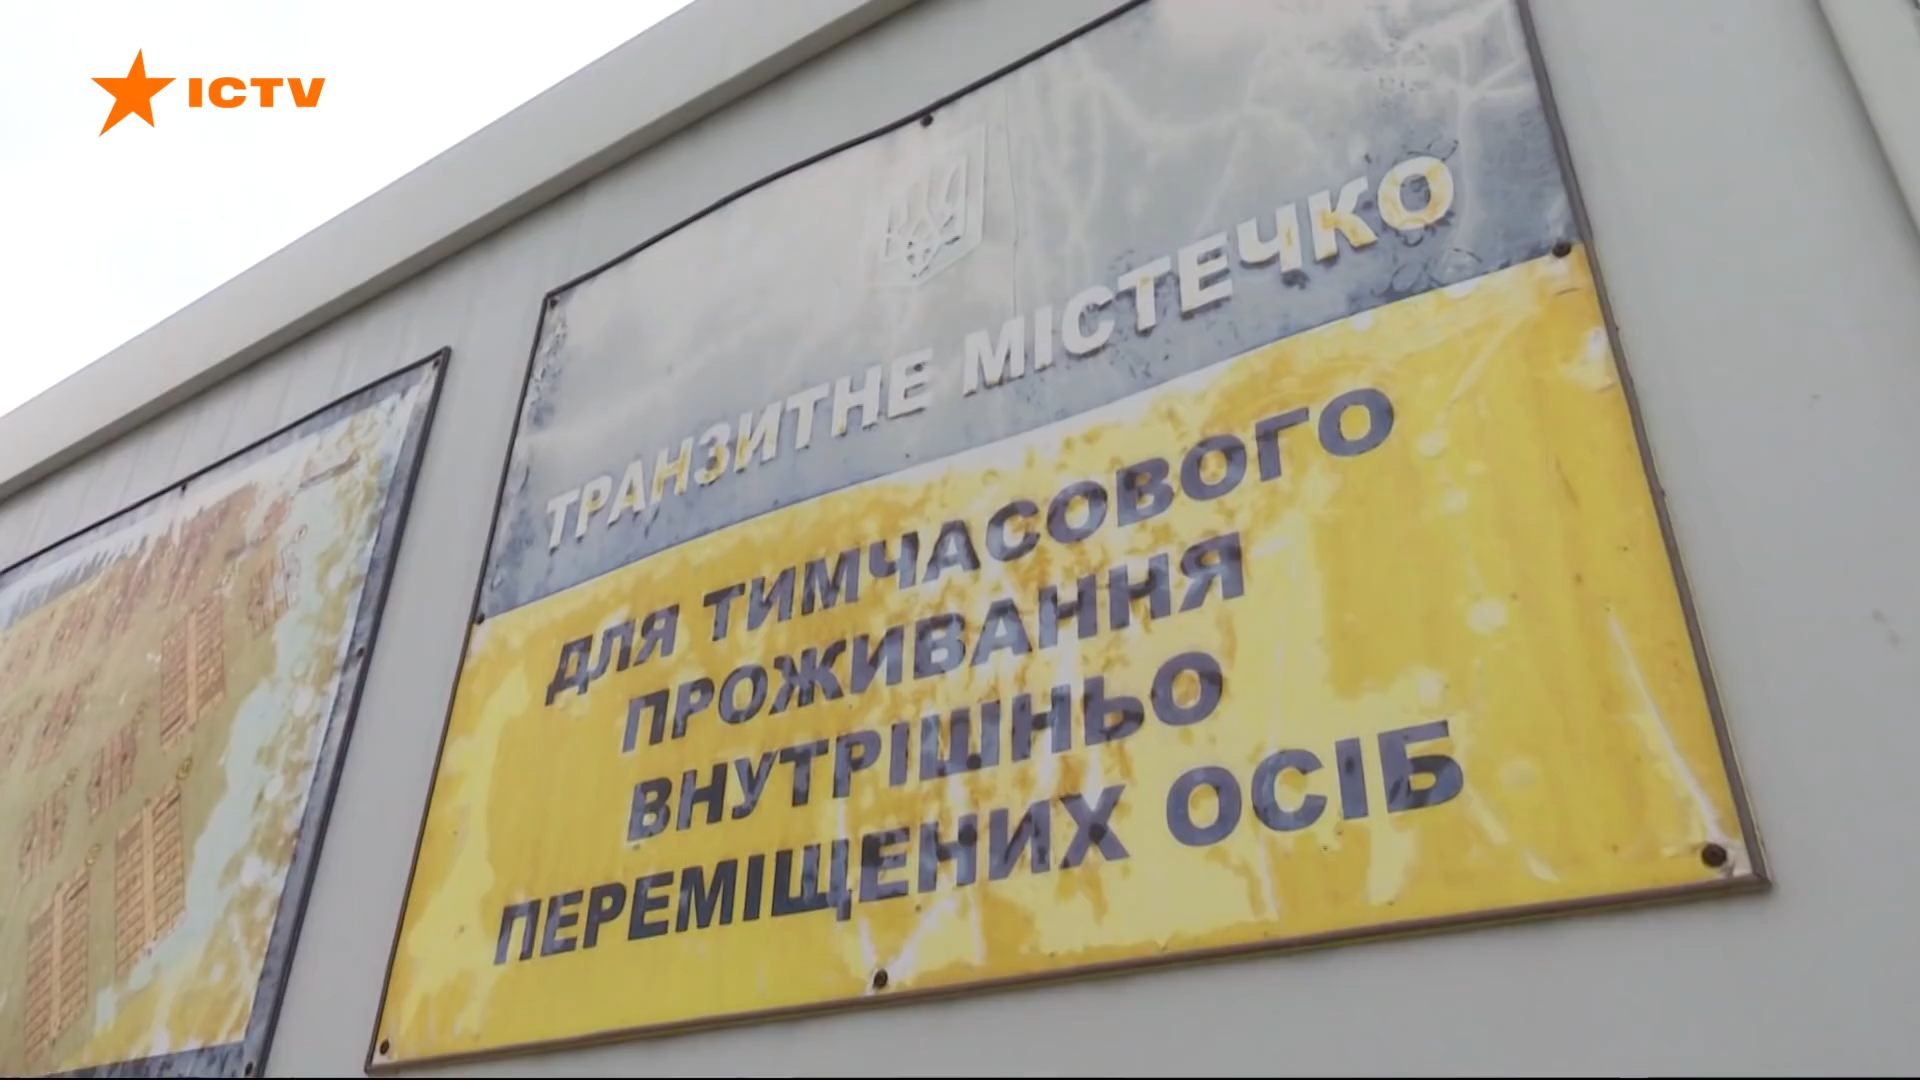 ICTV
ТРАНЗИТНЕ МІСТЕЧКО
ДЛЯ ТИМЧАСОВОГО
ПРОЖИВАННЯ
ВНУТРІШНЬО
ПЕРЕМІЩЕНИХ ОСІБ